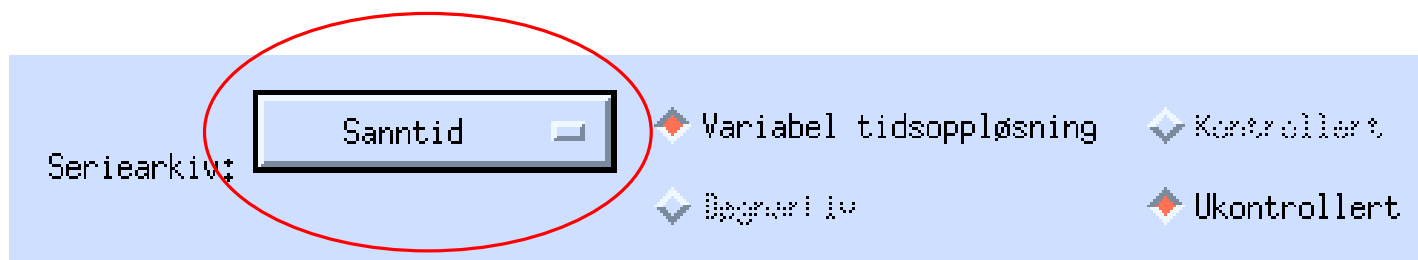 Seriearkiv:
Sanntid
Variabel tidsoppløsning
Kontrollert
Ukontrollert